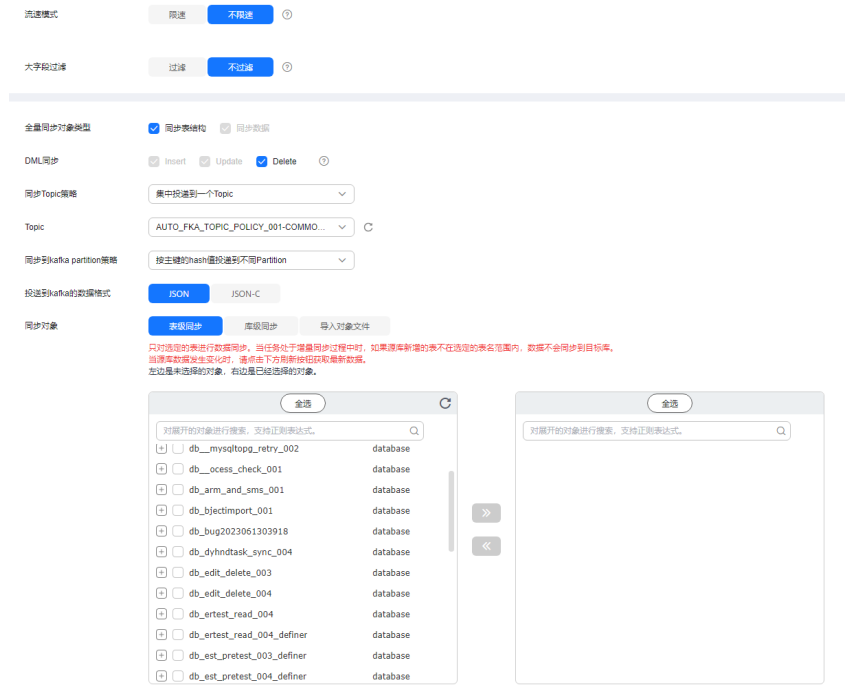 流速模式 限速 不限速
大字段过滤 过滤 不过滤
全量同步对象类型 同步表结构 同步数据
DML同步 Insert Update Delete
同步Topic策略 集中投递到一个Topic
Topic AUTO_FKA_TOPIC_POLICY_001-COMMO...
同步到kafka partition策略 按主键的hash值投递到不同Partition
投送到kafka的数据格式 JSON JSON-C
同步对象 表级同步 库级同步 导入对象文件
只对选定的表进行数据同步。当任务处于增量同步过程中时，如果源库新增的表不在选定的表名范围内，数据不会同步到目标库。
当源库数据发生变化时，请点击下方刷新按钮获取最新数据。
左边是未选择的对象，右边是已经选择的对象。
全选 全选
对展开的对象进行搜索，支持正则表达式。 对展开的对象进行搜索，支持正则表达式。
db__mysqltopg_retry_002 database
db__ocess_check_001 database
db_arm_and_sms_001 database
db_bjectimport_001 database
db_bug2023061303918 database
db_dyhndtask_sync_004 database
db_edit_delete_003 database
db_edit_delete_004 database
db_ertest_read_004 database
db_ertest_read_004_definer database
db_est_pretest_003_definer database
db_est_pretest_004_definer database